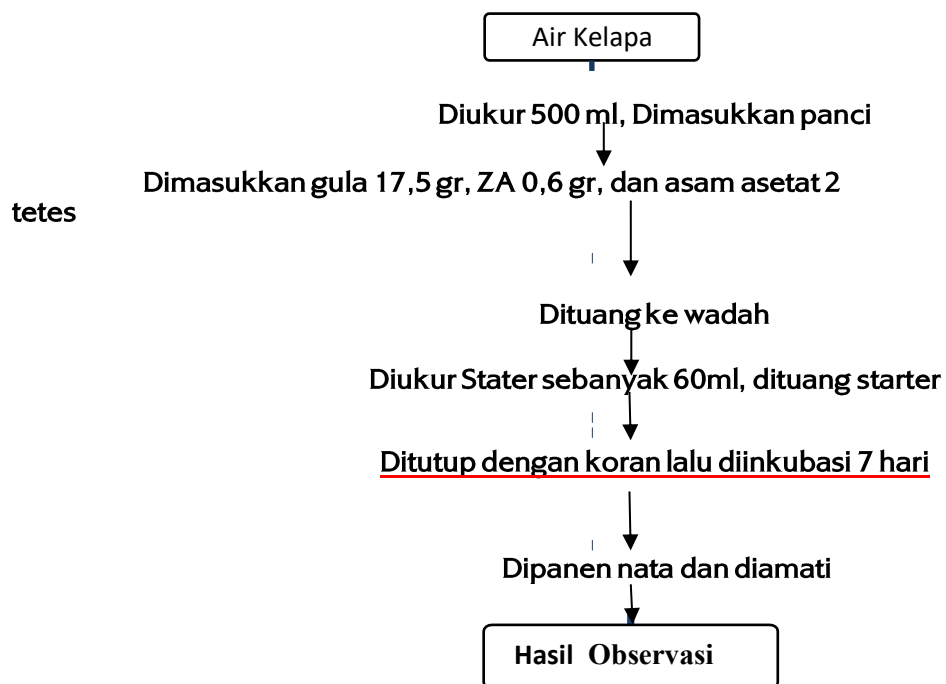 Air Kelapa
Diukur 500 ml, Dimasukkan panci
Dimasukkan gula 17,5 gr, ZA 0,6 gr, dan asam asetat 2
tetes
Dituang ke wadah
Diukur Stater sebanyak 60ml, dituang starter
Ditutup dengan koran lalu diinkubasi 7 hari
Dipanen nata dan diamati
Hasil Observasi